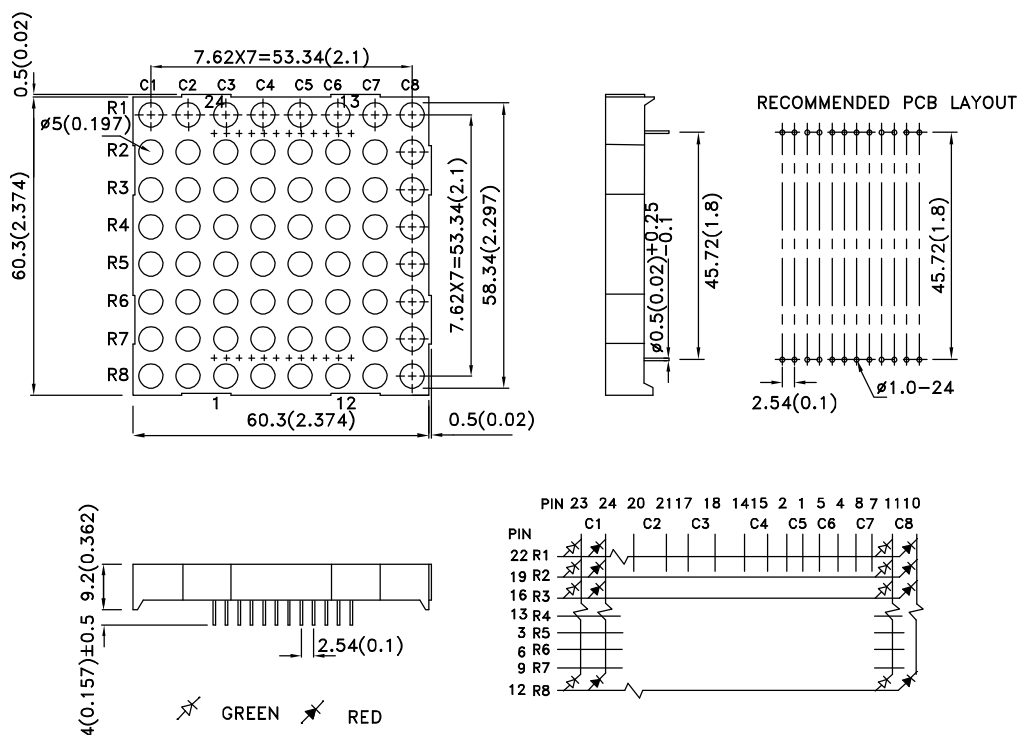 0.5(0.02)
7.62X7=53.34(2.1)
C1 C2 C3 C4 C5 C6 C7 C8
24 13
R1
ø5(0.197)
R2
R3
R4
R5
R6
R7
R8
60.3(2.374)
7.62X7=53.34(2.1)
58.34(2.297)
1 12
60.3(2.374)
0.5(0.02)
ø0.5(0.02)+0.25
-0.1
45.72(1.8)
RECOMMENDED PCB LAYOUT
45.72(1.8)
ø1.0-24
2.54(0.1)
9.2(0.362)
4(0.157)±0.5
2.54(0.1)
GREEN RED
PIN 23 24 20 21 17 18 14 15 2 1 5 4 8 7 11 10
C1 C2 C3 C4 C5 C6 C7 C8
PIN
22 R1
19 R2
16 R3
13 R4
3 R5
6 R6
9 R7
12 R8